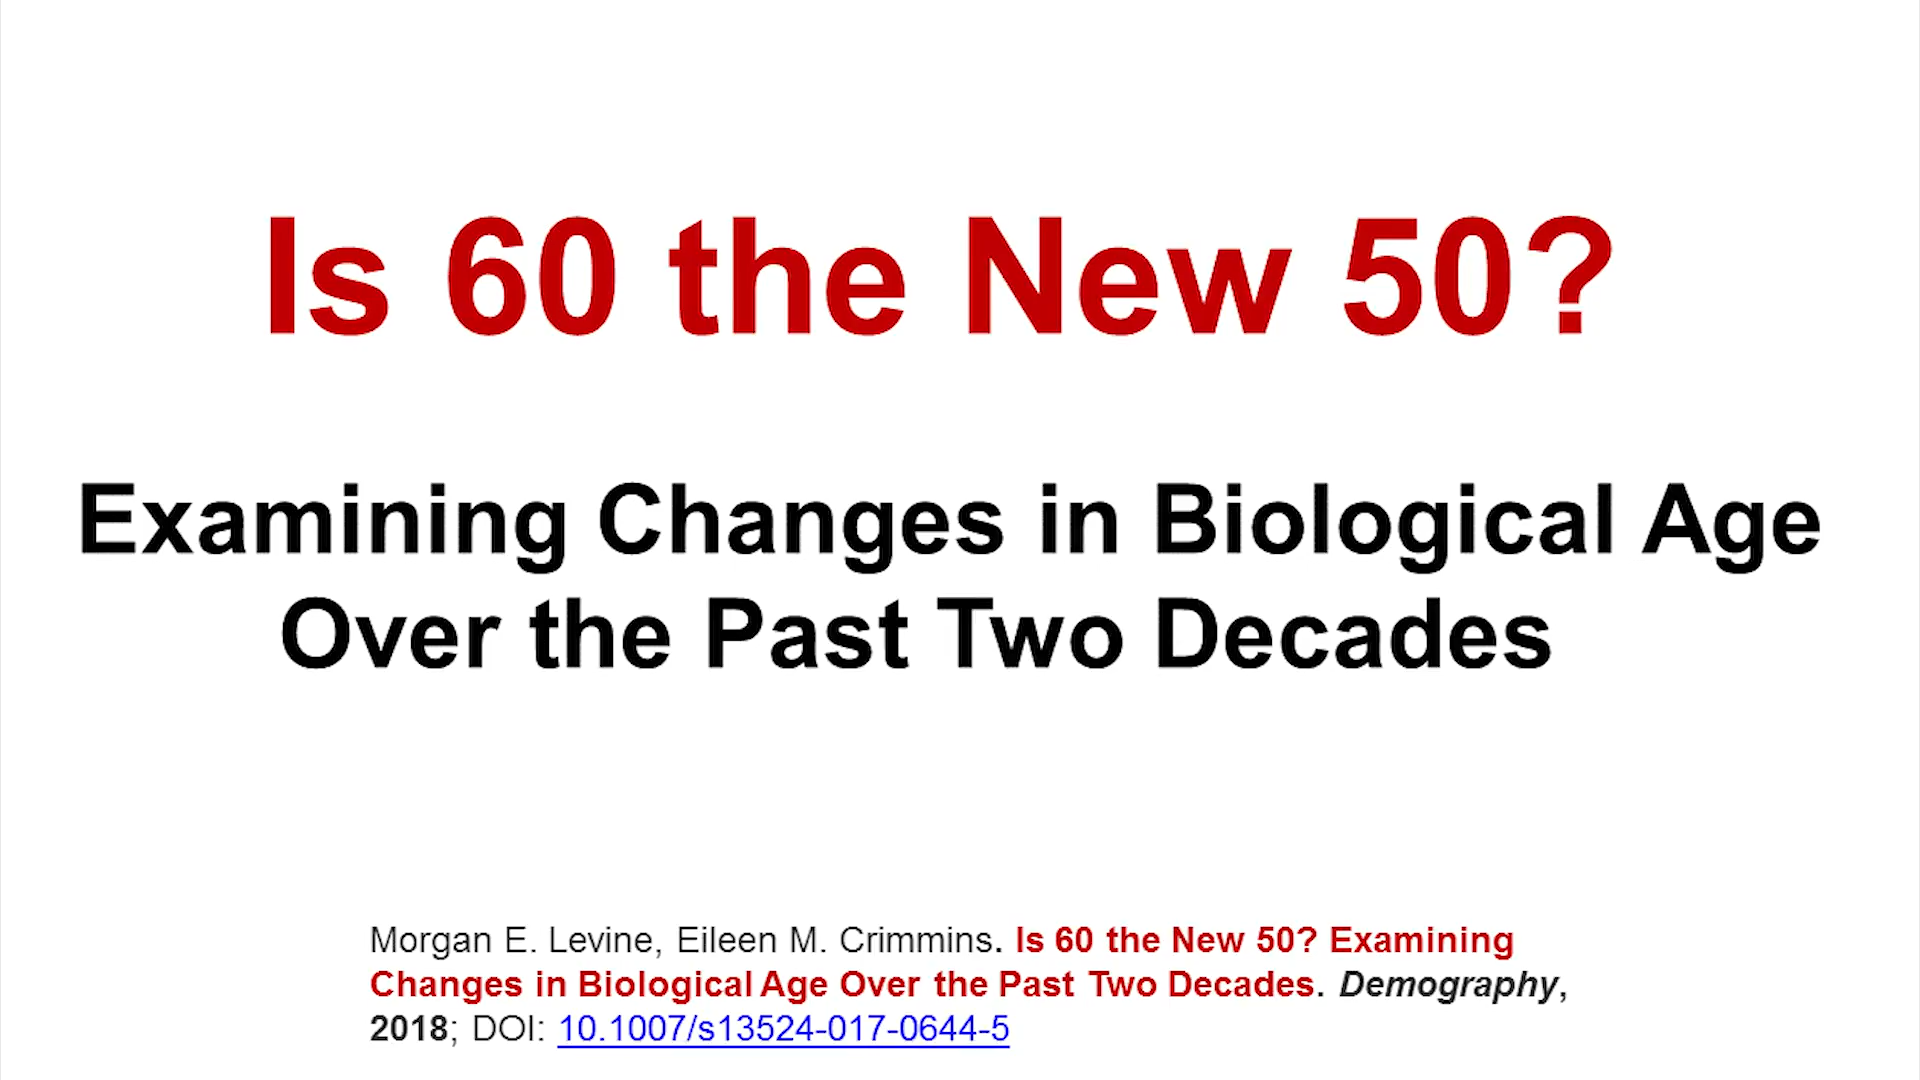 Is 60 the New 50?
Examining Changes in Biological Age
Over the Past Two Decades
Morgan E. Levine, Eileen M. Crimmins. Is 60 the New 50? Examining
Changes in Biological Age Over the Past Two Decades. Demography,
2018; DOI: 10.1007/s13524-017-0644-5